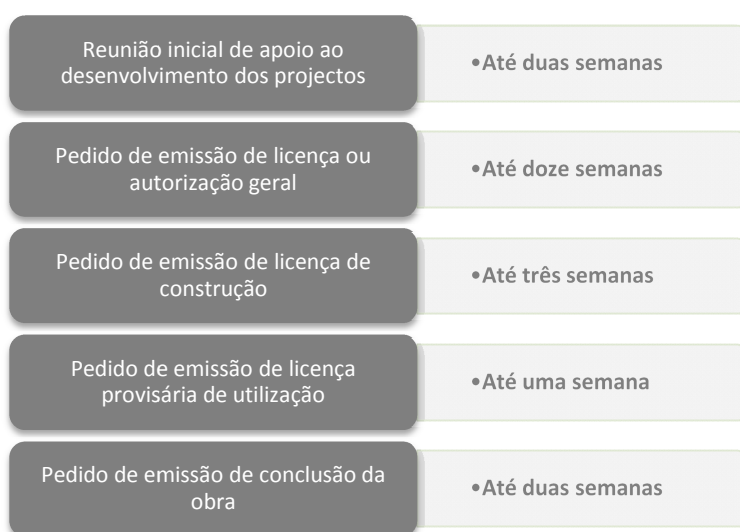 Reunião inicial de apoio ao
desenvolvimento dos projectos
•Até duas semanas
Pedido de emissão de licença ou
autorização geral
•Até doze semanas
Pedido de emissão de licença de
construção
•Até três semanas
Pedido de emissão de licença
provisária de utilização
•Até uma semana
Pedido de emissão de conclusão da
obra
•Até duas semanas